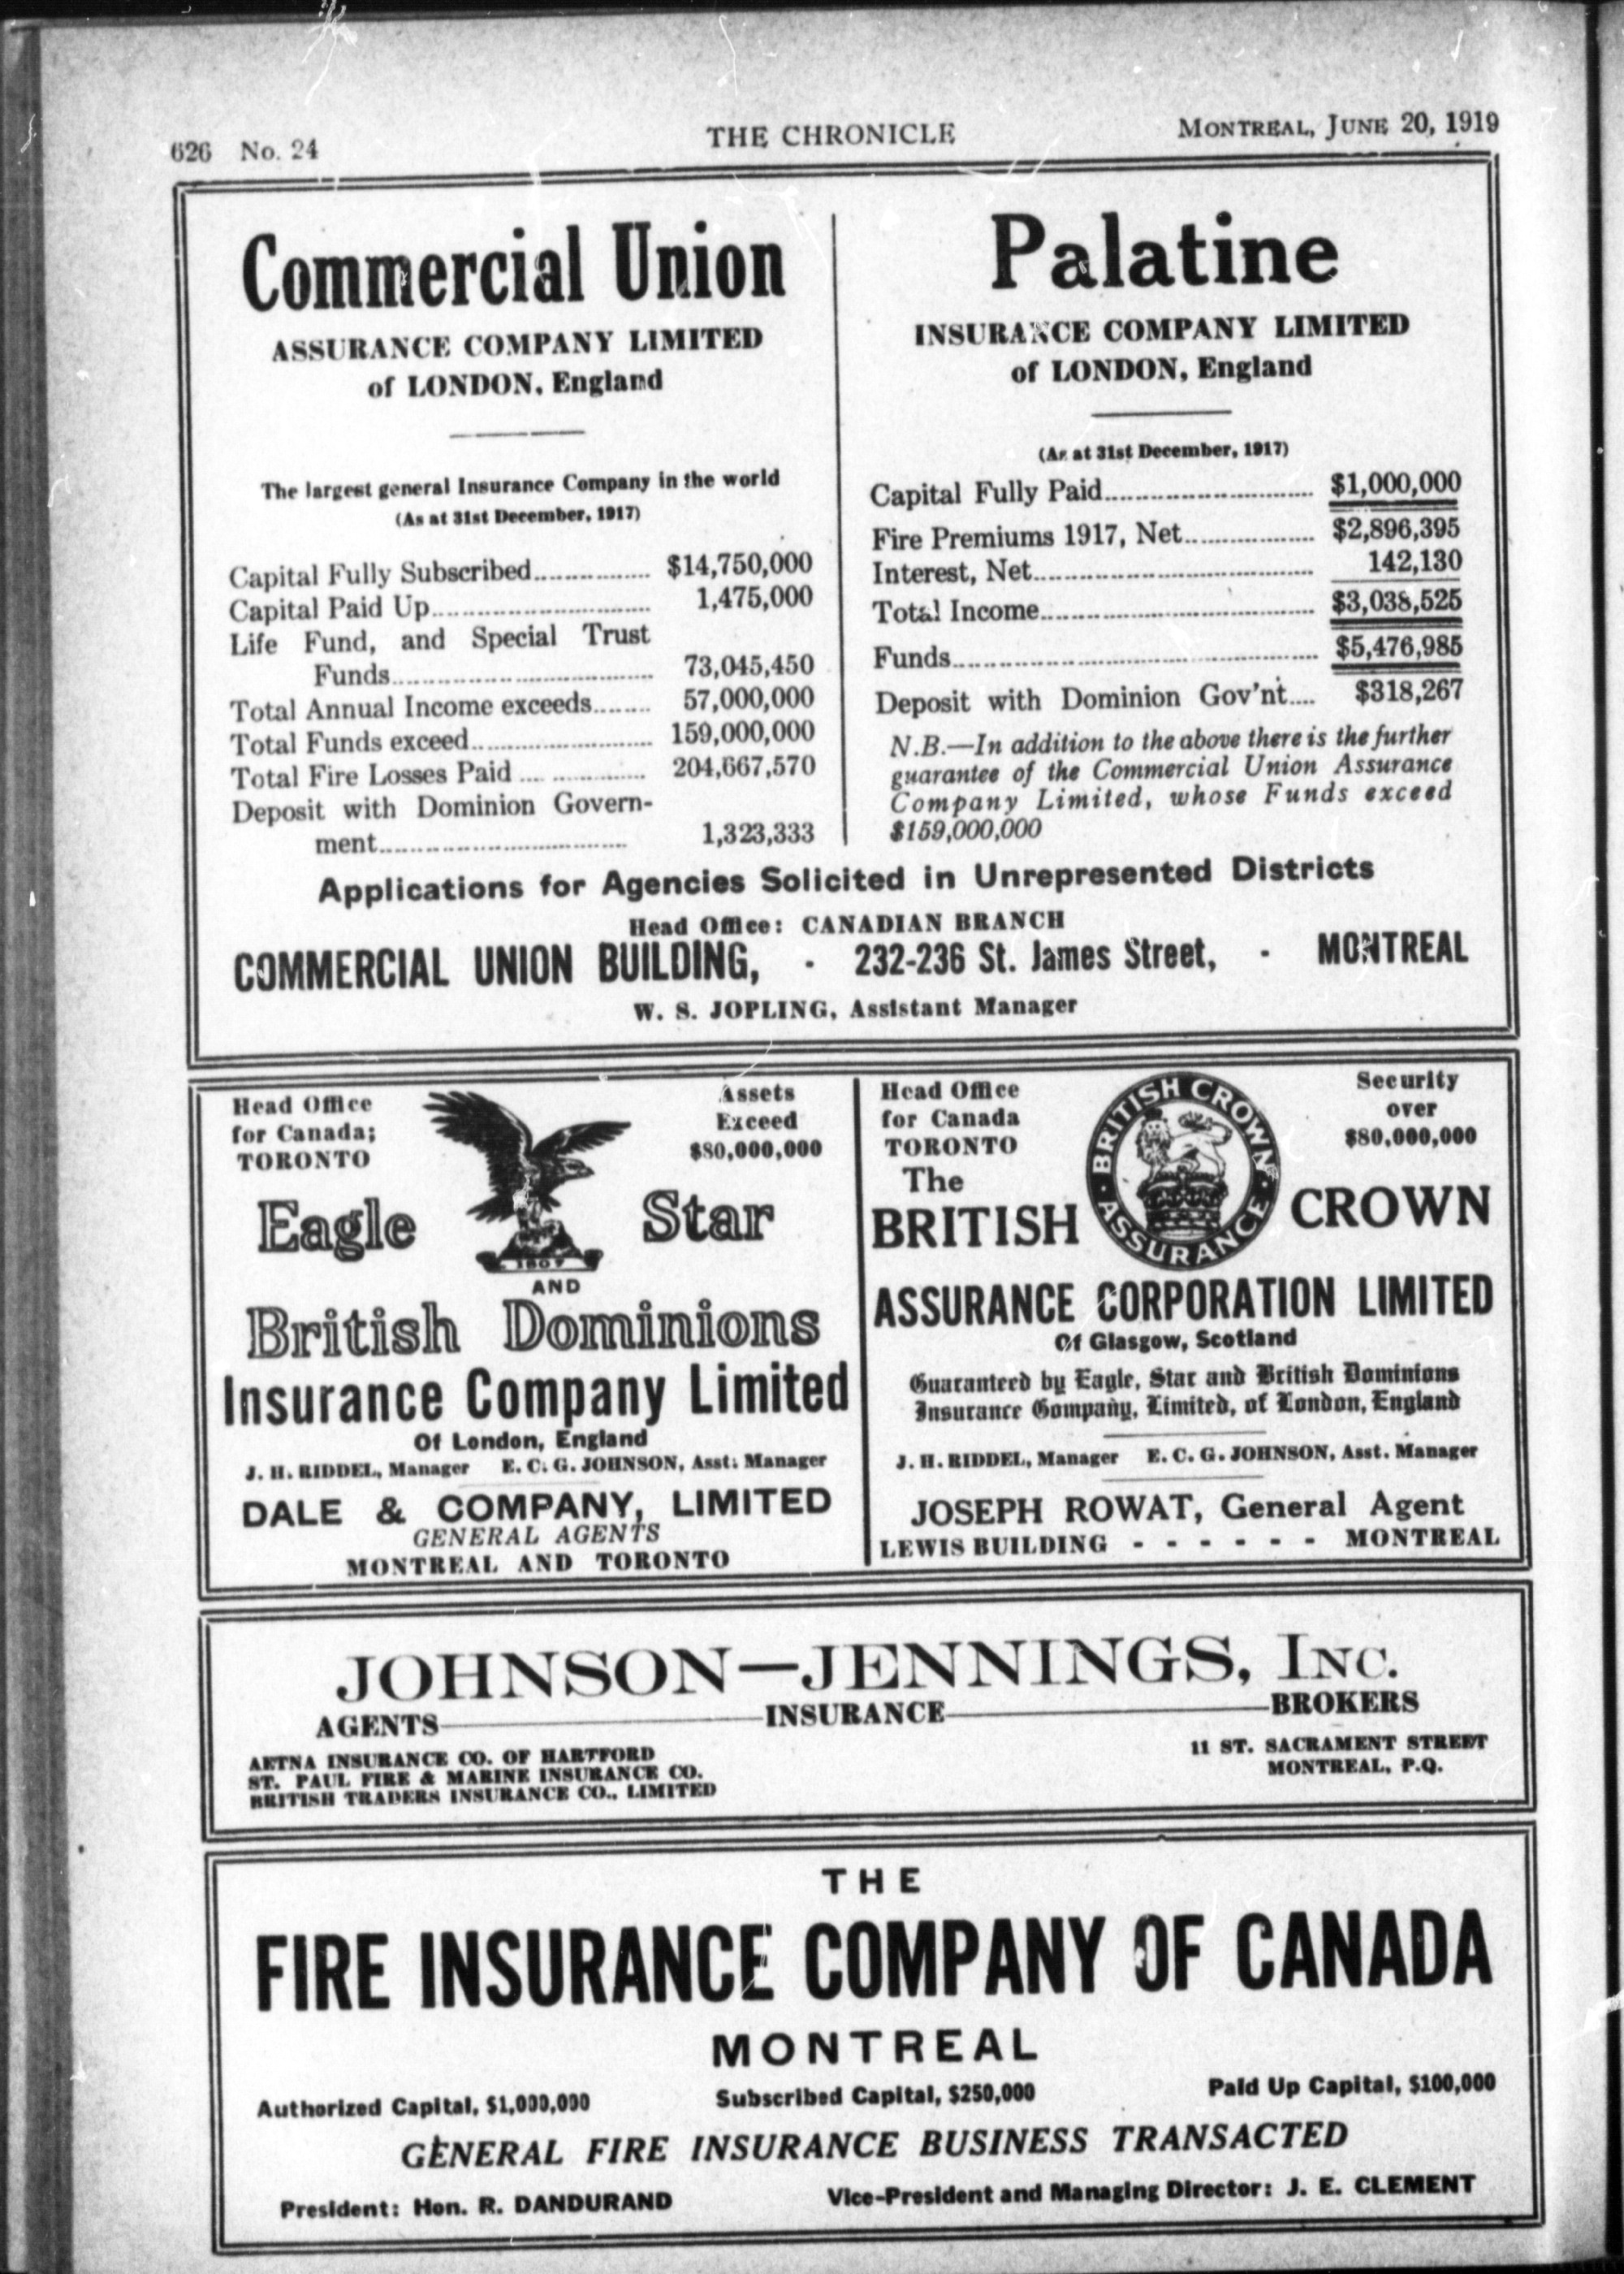 626 No. 24
THE CHRONICLE
MONTREAL, JUNE 20, 1919
Commercial Union
ASSURANCE COMPANY LIMITED
of LONDON, England
The largest general Insurance Company in the world
(As at 31st December, 1917)
Capital Fully Subscribed............... $14,750,000
Capital Paid Up............................ 1,475,000
Life Fund, and Special Trust
Funds................................. 73,045,450
Total Annual Income exceeds........ 57,000,000
Total Funds exceed....................... 159,000,000
Total Fire Losses Paid .... ............... 204,667,570
Deposit with Dominion Govern-
ment................................ 1,323,333
Palatine
INSURANCE COMPANY LIMITED
of LONDON, England
(As at 31st December, 1917)
Capital Fully Paid........................... $1,000,000
Fire Premiums 1917, Net................. $2,896,395
Interest, Net.................................... 142,130
Total Income................................... $3,038,525
Funds............................................... $5,476,985
Deposit with Dominion Gov'nt.... $318,267
N.B.—In addition to the above there is the further
guarantee of the Commercial Union Assurance
Company Limited, whose Funds exceed
$159,000,000
Applications for Agencies Solicited in Unrepresented Districts
Head Office: CANADIAN BRANCH
COMMERCIAL UNION BUILDING, - 232-236 St. James Street, - MONTREAL
W. S. JOPLING, Assistant Manager
Head Office
for Canada;
TORONTO
Assets
Exceed
$80,000,000
Eagle Star
1807
AND
British Dominions
Insurance Company Limited
Of London, England
J. H. RIDDEL, Manager E. C. G. JOHNSON, Asst. Manager
DALE & COMPANY, LIMITED
GENERAL AGENTS
MONTREAL AND TORONTO
Head Office
for Canada
TORONTO
BRITISH CROWN ASSURANCE
Security
over
$80,000,000
The
BRITISH CROWN
ASSURANCE CORPORATION LIMITED
Of Glasgow, Scotland
Guaranteed by Eagle, Star and British Dominions
Insurance Company, Limited, of London, England
J. H. RIDDEL, Manager E. C. G. JOHNSON, Asst. Manager
JOSEPH ROWAT, General Agent
LEWIS BUILDING - - - - - - MONTREAL
JOHNSON—JENNINGS, INC.
AGENTS INSURANCE BROKERS
AETNA INSURANCE CO. OF HARTFORD
ST. PAUL FIRE & MARINE INSURANCE CO.
BRITISH TRADERS INSURANCE CO., LIMITED
11 ST. SACRAMENT STREET
MONTREAL, P.Q.
THE
FIRE INSURANCE COMPANY OF CANADA
MONTREAL
Authorized Capital, $1,000,000 Subscribed Capital, $250,000 Paid Up Capital, $100,000
GENERAL FIRE INSURANCE BUSINESS TRANSACTED
President: Hon. R. DANDURAND Vice-President and Managing Director: J. E. CLEMENT